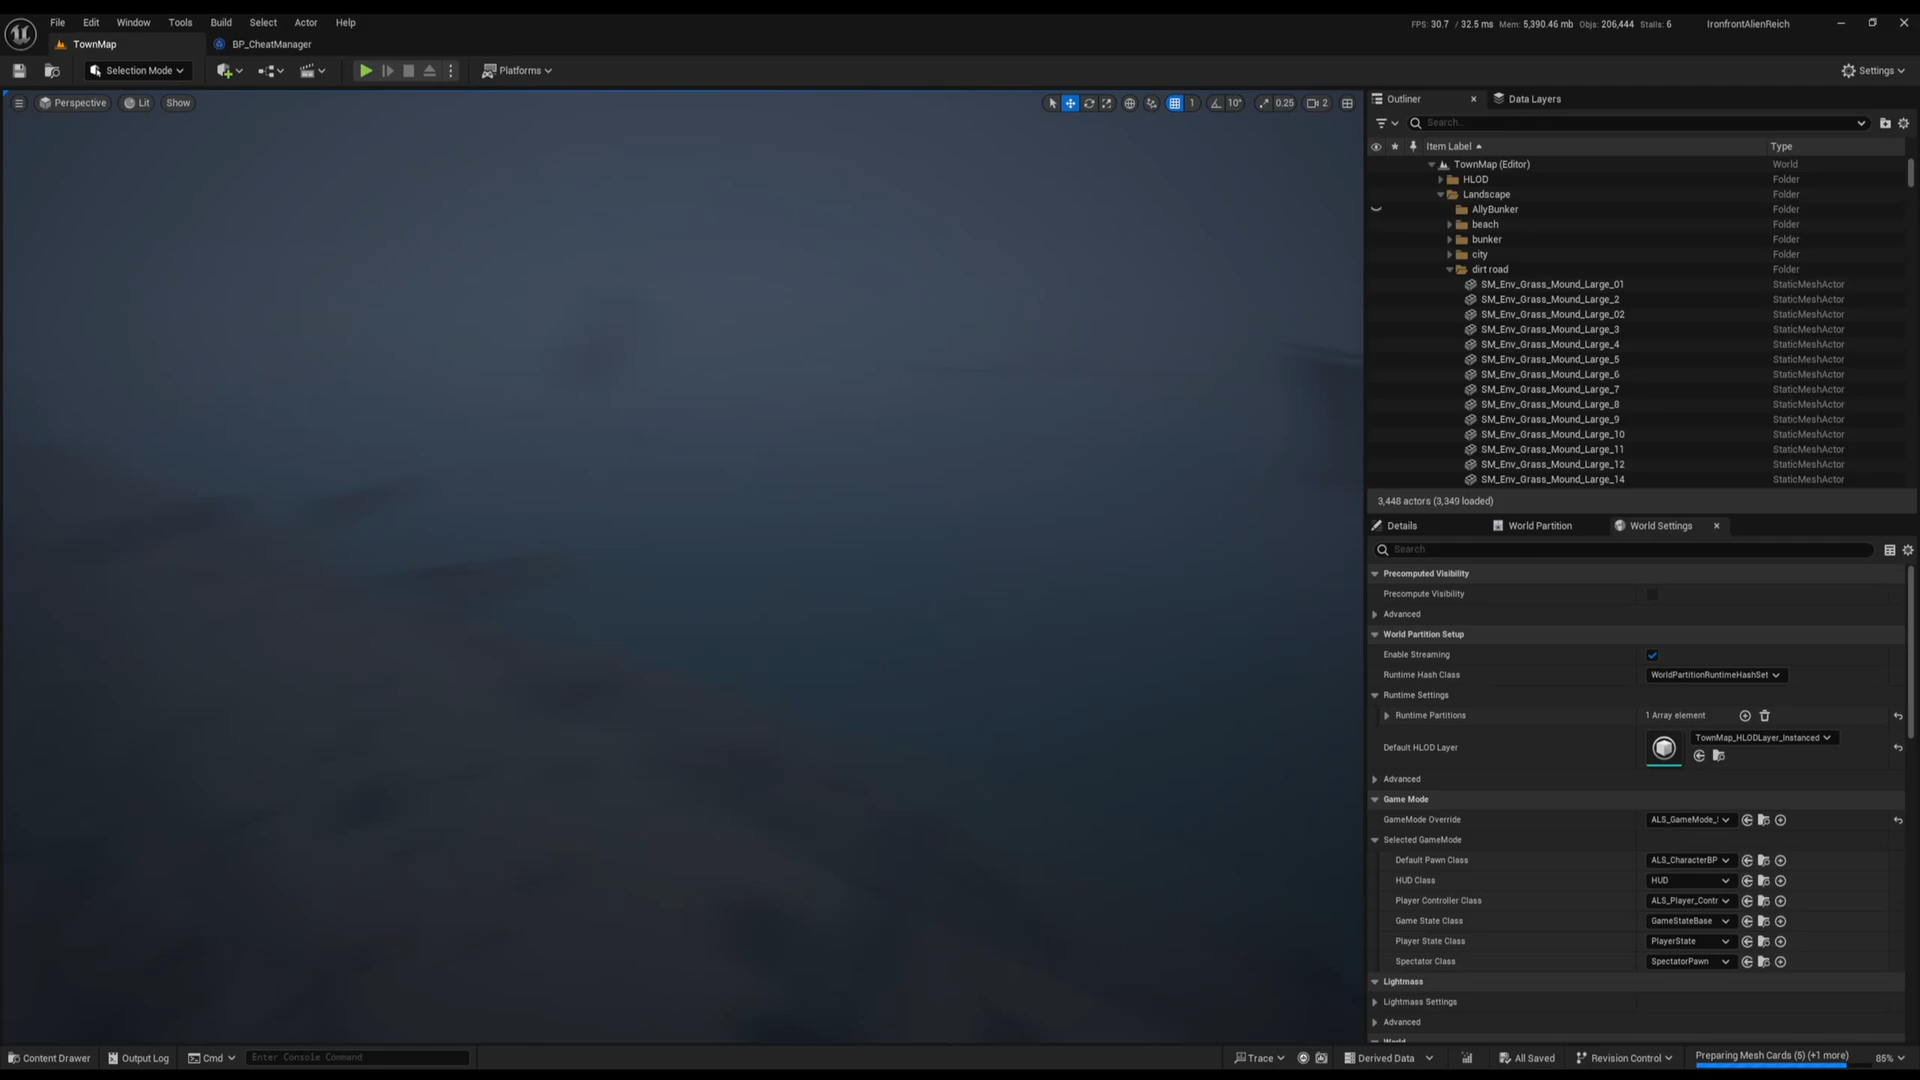 File Edit Window Tools Build Select Actor Help
FPS: 30.7 / 32.5 ms Mem: 5,390.46 mb Objs: 206,444 Stalls: 6 IronfrontAlienReich
TownMap BP_CheatManager
Selection Mode Platforms Settings
Perspective Lit Show 1 10° 0.25 2
Outliner Data Layers
Search...
Item Label Type
TownMap (Editor) World
HLOD Folder
Landscape Folder
AllyBunker Folder
beach Folder
bunker Folder
city Folder
dirt road Folder
SM_Env_Grass_Mound_Large_01 StaticMeshActor
SM_Env_Grass_Mound_Large_2 StaticMeshActor
SM_Env_Grass_Mound_Large_02 StaticMeshActor
SM_Env_Grass_Mound_Large_3 StaticMeshActor
SM_Env_Grass_Mound_Large_4 StaticMeshActor
SM_Env_Grass_Mound_Large_5 StaticMeshActor
SM_Env_Grass_Mound_Large_6 StaticMeshActor
SM_Env_Grass_Mound_Large_7 StaticMeshActor
SM_Env_Grass_Mound_Large_8 StaticMeshActor
SM_Env_Grass_Mound_Large_9 StaticMeshActor
SM_Env_Grass_Mound_Large_10 StaticMeshActor
SM_Env_Grass_Mound_Large_11 StaticMeshActor
SM_Env_Grass_Mound_Large_12 StaticMeshActor
SM_Env_Grass_Mound_Large_14 StaticMeshActor
3,448 actors (3,349 loaded)
Details World Partition World Settings
Search
Precomputed Visibility
Precompute Visibility
Advanced
World Partition Setup
Enable Streaming
Runtime Hash Class WorldPartitionRuntimeHashSet
Runtime Settings
Runtime Partitions 1 Array element
Default HLOD Layer TownMap_HLODLayer_Instanced
Advanced
Game Mode
GameMode Override ALS_GameMode_
Selected GameMode
Default Pawn Class ALS_CharacterBP
HUD Class HUD
Player Controller Class ALS_Player_Contr
Game State Class GameStateBase
Player State Class PlayerState
Spectator Class SpectatorPawn
Lightmass
Lightmass Settings
Advanced
World
Content Drawer Output Log Cmd Enter Console Command Trace Derived Data All Saved Revision Control Preparing Mesh Cards (5) (+1 more) 85%